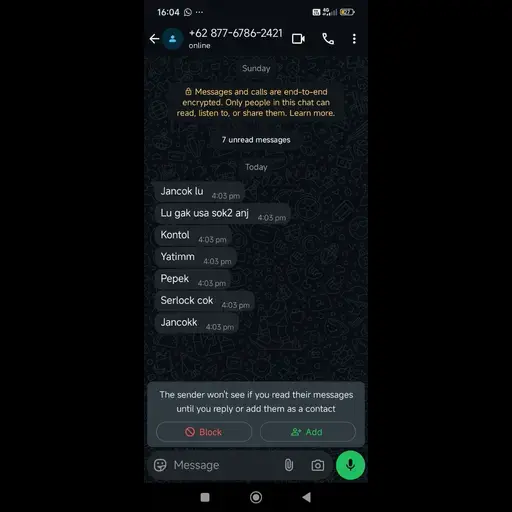 16:04
4G
27
+62 877-6786-2421
online
Sunday
Messages and calls are end-to-end
encrypted. Only people in this chat can
read, listen to, or share them. Learn more.
7 unread messages
Today
Jancok lu 4:03 pm
Lu gak usa sok2 anj 4:03 pm
Kontol 4:03 pm
Yatimm 4:03 pm
Pepek 4:03 pm
Serlock cok 4:03 pm
Jancokk 4:03 pm
The sender won't see if you read their messages
until you reply or add them as a contact
Block
Add
Message